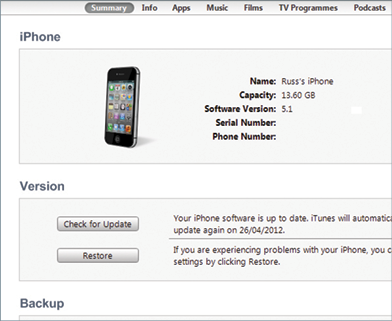 Summary Info Apps Music Films TV Programmes Podcasts
iPhone
Name: Russ's iPhone
Capacity: 13.60 GB
Software Version: 5.1
Serial Number:
Phone Number:
Version
Check for Update
Your iPhone software is up to date. iTunes will automatica
update again on 26/04/2012.
Restore
If you are experiencing problems with your iPhone, you c
settings by clicking Restore.
Backup